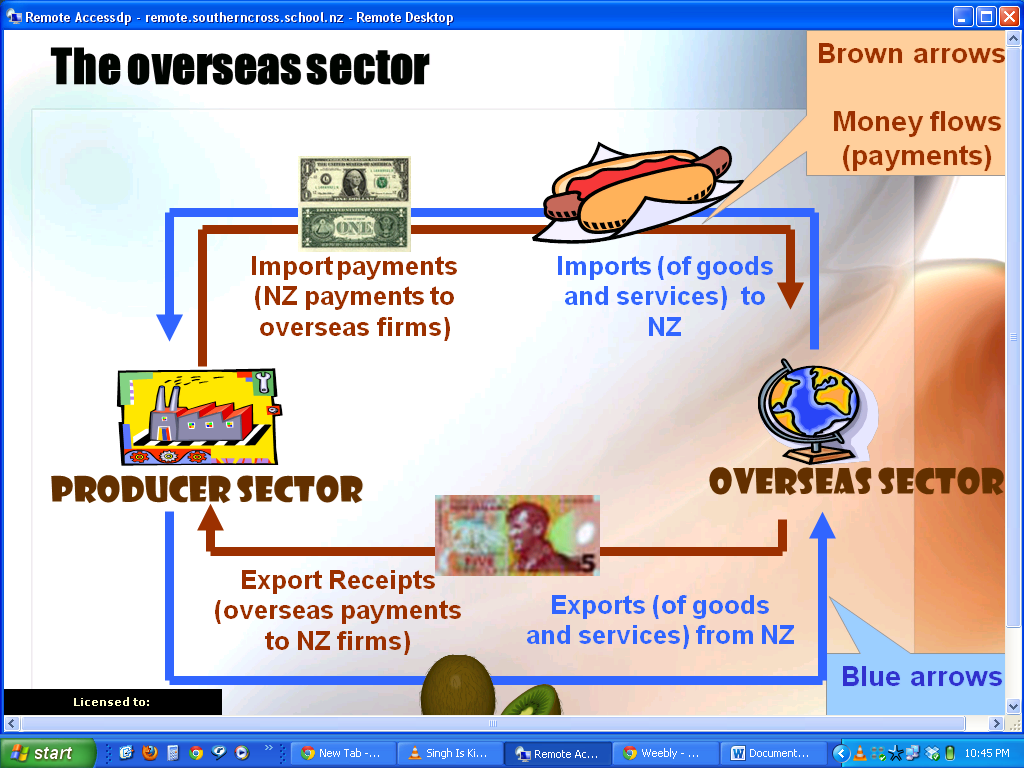 Remote Accessdp - remote.southerncross.school.nz - Remote Desktop
The overseas sector
Brown arrows
Money flows
(payments)
Import payments
(NZ payments to
overseas firms)
Imports (of goods
and services) to
NZ
PRODUCER SECTOR
OVERSEAS SECTOR
5
Export Receipts
(overseas payments
to NZ firms)
Exports (of goods
and services) from NZ
Blue arrows
Licensed to:
start
New Tab -...
Singh Is Ki...
Remote Ac...
Weebly - ...
Document...
10:45 PM